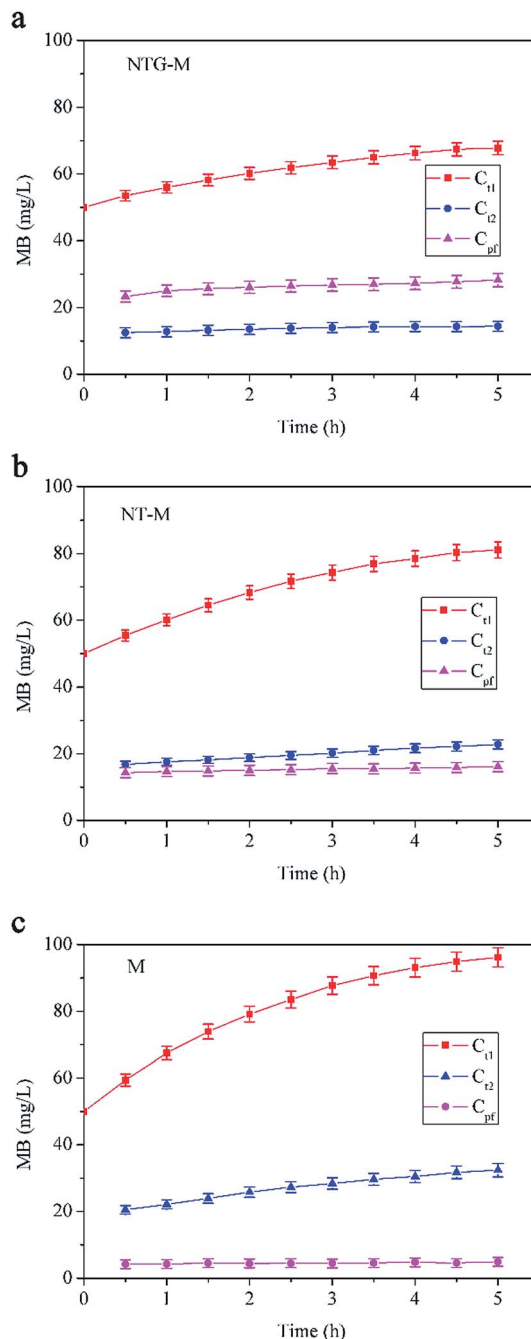 a
NTG-M
MB (mg/L)
100
80
60
40
20
0
C_t1
C_t2
C_pf
0 1 2 3 4 5
Time (h)
b
NT-M
MB (mg/L)
100
80
60
40
20
0
C_t1
C_t2
C_pf
0 1 2 3 4 5
Time (h)
c
M
MB (mg/L)
100
80
60
40
20
0
C_t1
C_t2
C_pf
0 1 2 3 4 5
Time (h)